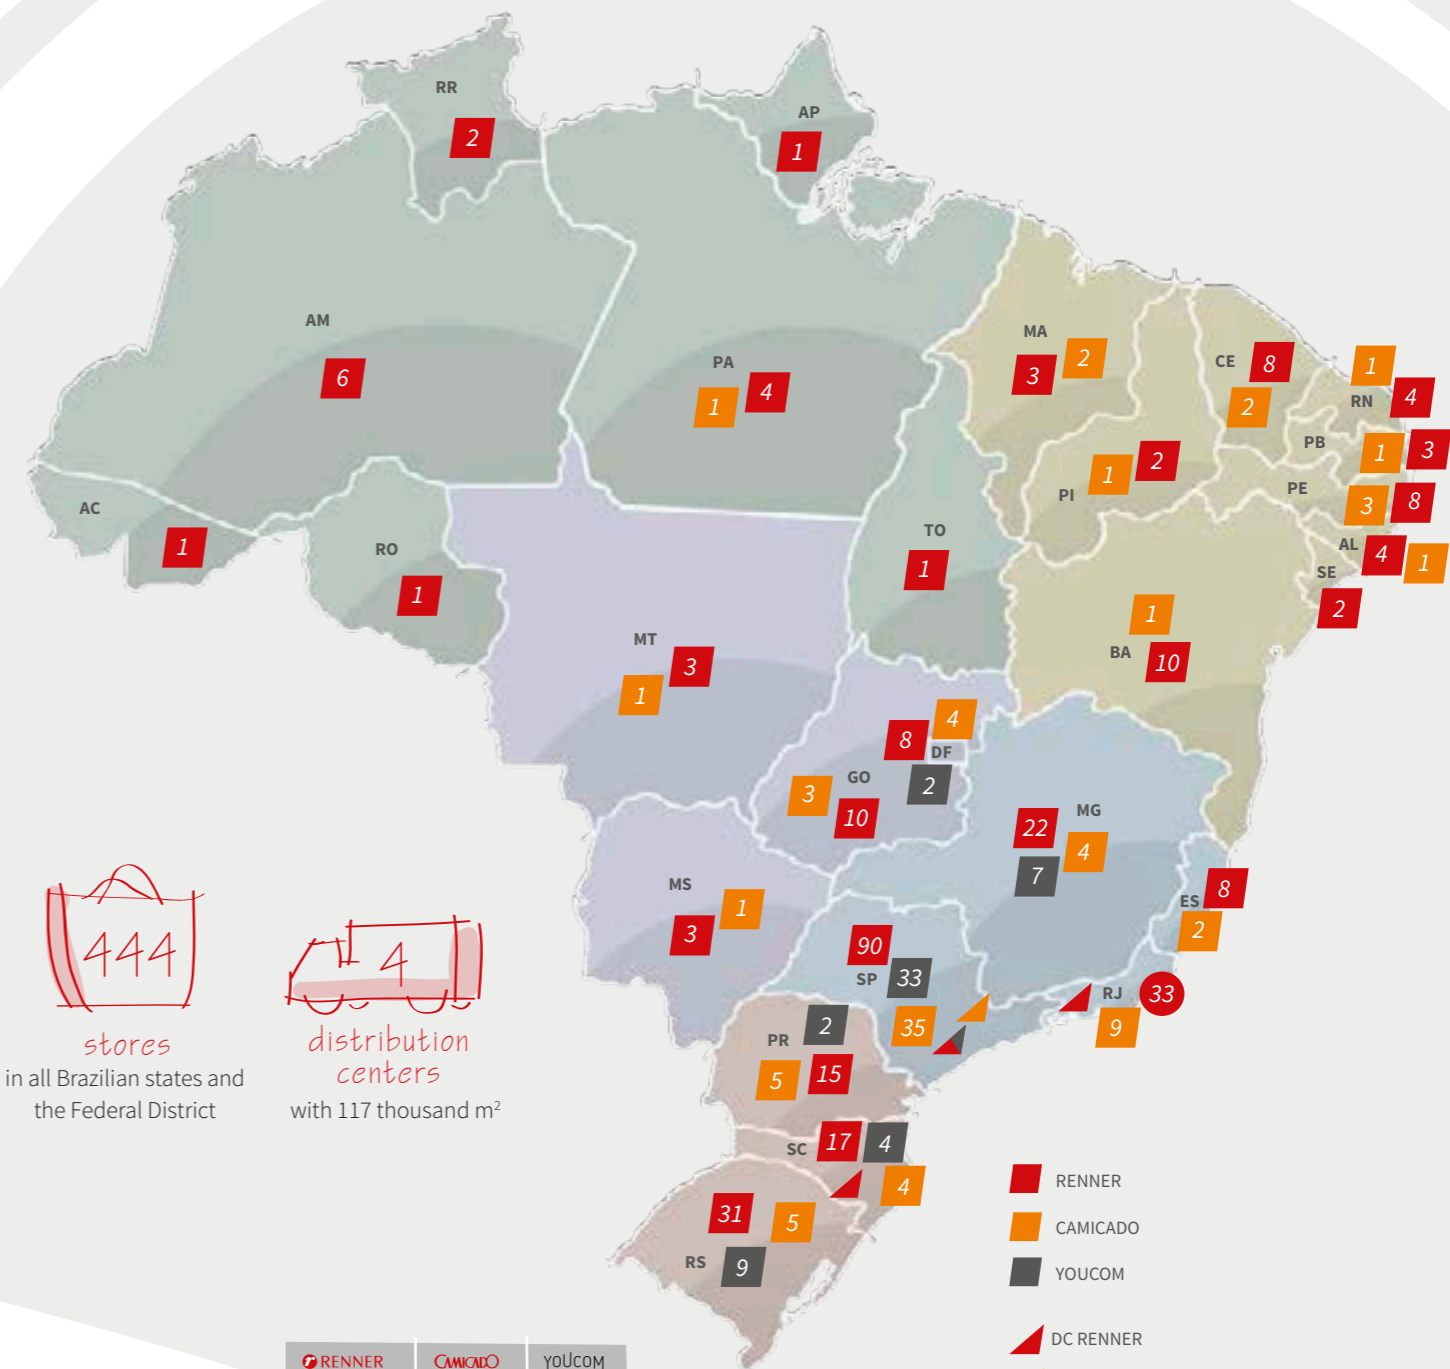 RR
2
AP
1
AM
6
PA
1
4
MA
3
2
CE
8
2
1
RN
4
PB
1
3
PI
1
2
PE
3
8
AL
4
1
SE
2
AC
1
RO
1
TO
1
BA
1
10
MT
1
3
8
4
DF
2
GO
3
10
MG
22
4
7
ES
8
2
MS
3
1
90
SP
33
35
RJ
33
9
PR
2
5
15
SC
17
4
4
31
5
RS
9
444
stores
in all Brazilian states and
the Federal District
4
distribution
centers
with 117 thousand m²
RENNER
CAMICADO
YOUCOM
DC RENNER
RENNER
CAMICADO
YOUCOM